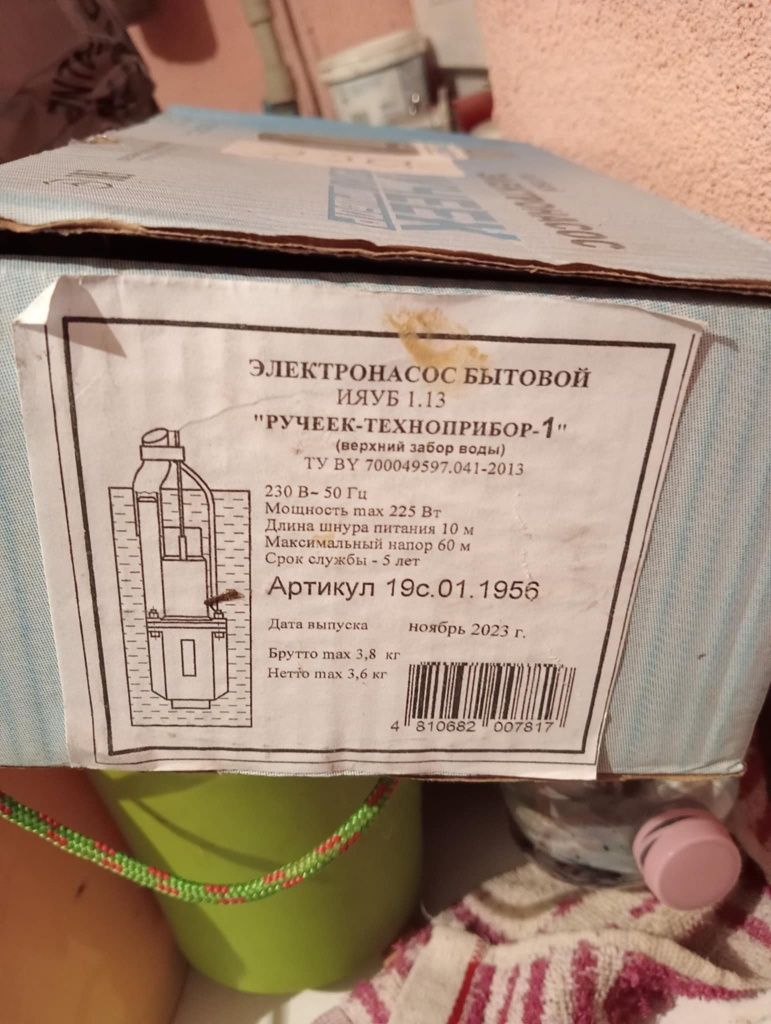 ЭЛЕКТРОНАСОС
ЭЛЕКТРОНАСОС БЫТОВОЙ
ИЯУБ 1.13
"РУЧЕЕК-ТЕХНОПРИБОР-1"
(верхний забор воды)
ТУ BY 700049597.041-2013
230 В~ 50 Гц
Мощность max 225 Вт
Длина шнура питания 10 м
Максимальный напор 60 м
Срок службы - 5 лет
Артикул 19с.01.1956
Дата выпуска ноябрь 2023 г.
Брутто max 3,8 кг
Нетто max 3,6 кг
4 810682 007817